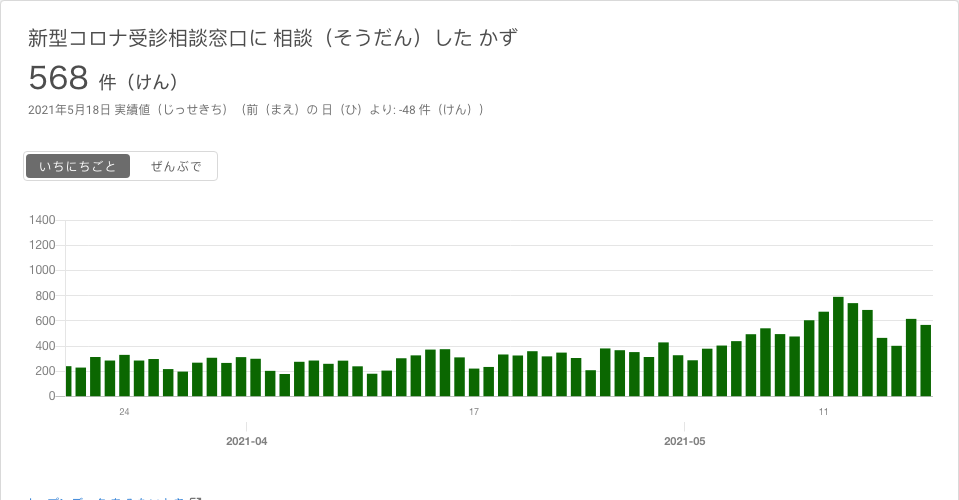 新型コロナ受診相談窓口に 相談（そうだん）した かず
568 件（けん）
2021年5月18日 実績値（じっせきち）（前（まえ）の 日（ひ）より: -48 件（けん））
いちにちごと ぜんぶで
1400
1200
1000
800
600
400
200
0
24 17 11
2021-04 2021-05